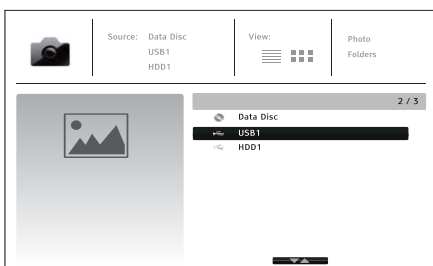 Source: Data Disc
USB1
HDD1
View:
Photo
Folders
2 / 3
Data Disc
USB1
HDD1